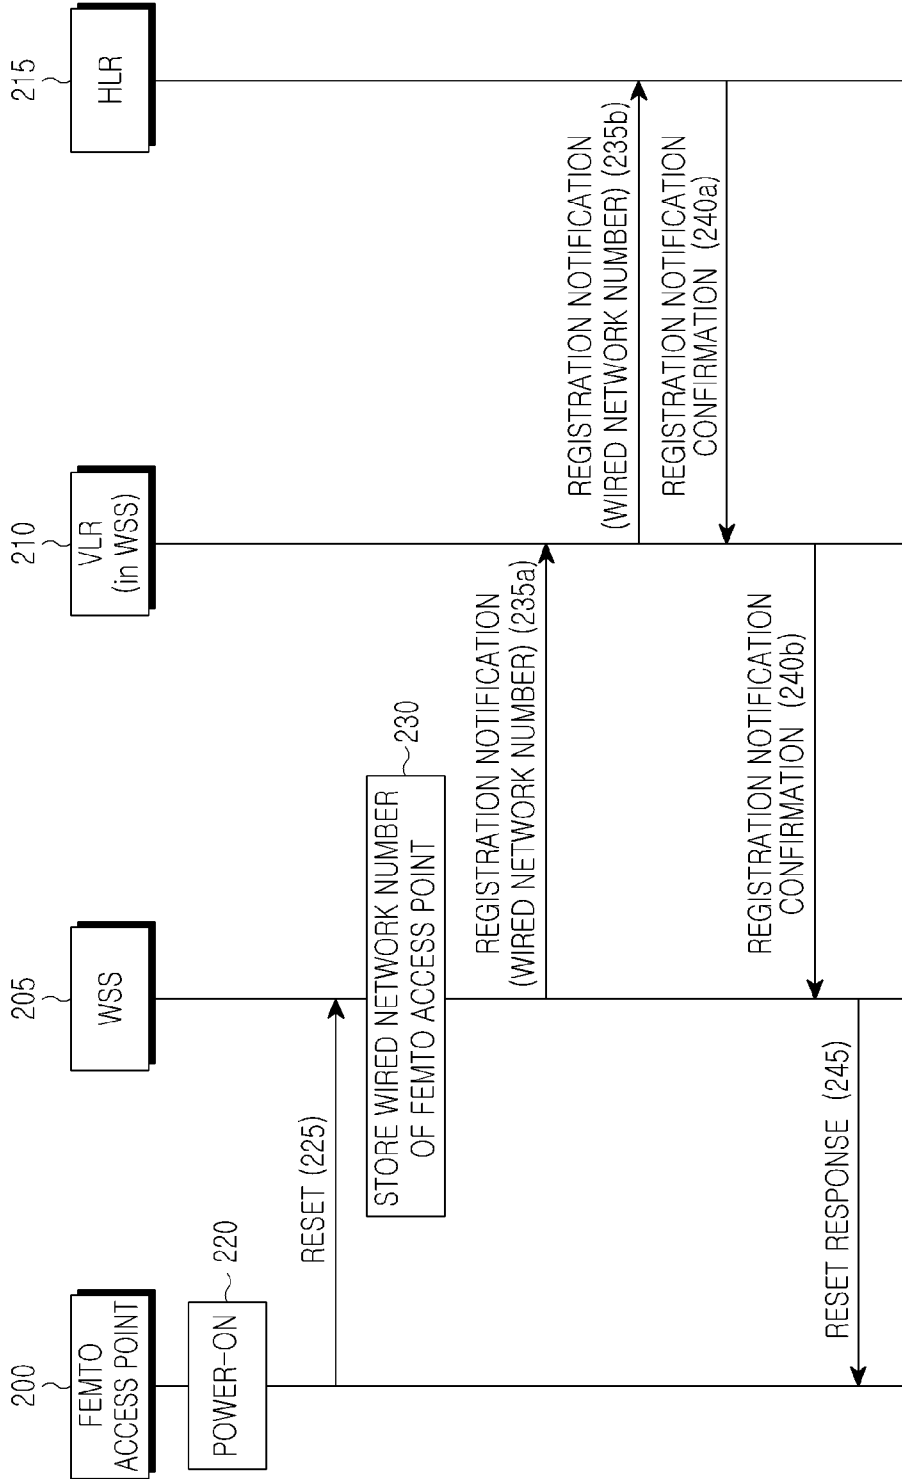 200
FEMTO
ACCESS POINT
205
WSS
210
VLR
(in WSS)
215
HLR
POWER-ON
220
RESET (225)
STORE WIRED NETWORK NUMBER
OF FEMTO ACCESS POINT
230
REGISTRATION NOTIFICATION
(WIRED NETWORK NUMBER) (235a)
REGISTRATION NOTIFICATION
(WIRED NETWORK NUMBER) (235b)
REGISTRATION NOTIFICATION
CONFIRMATION (240a)
REGISTRATION NOTIFICATION
CONFIRMATION (240b)
RESET RESPONSE (245)